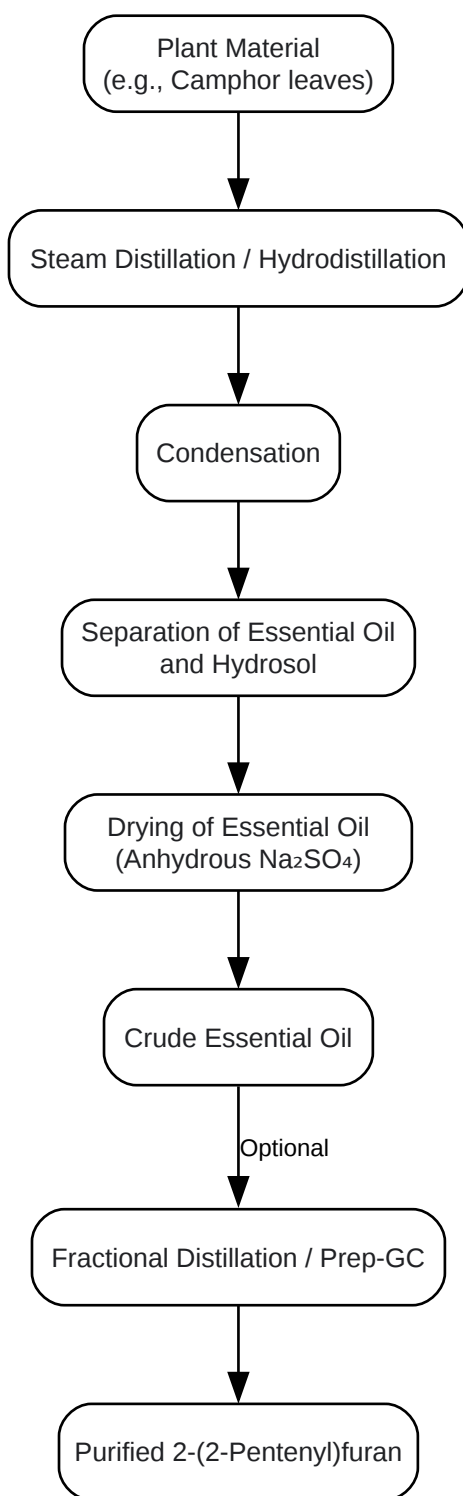 Plant Material
(e.g., Camphor leaves)
Steam Distillation / Hydrodistillation
Condensation
Separation of Essential Oil
and Hydrosol
Drying of Essential Oil
(Anhydrous Na₂SO₄)
Crude Essential Oil
Optional
Fractional Distillation / Prep-GC
Purified 2-(2-Pentenyl)furan